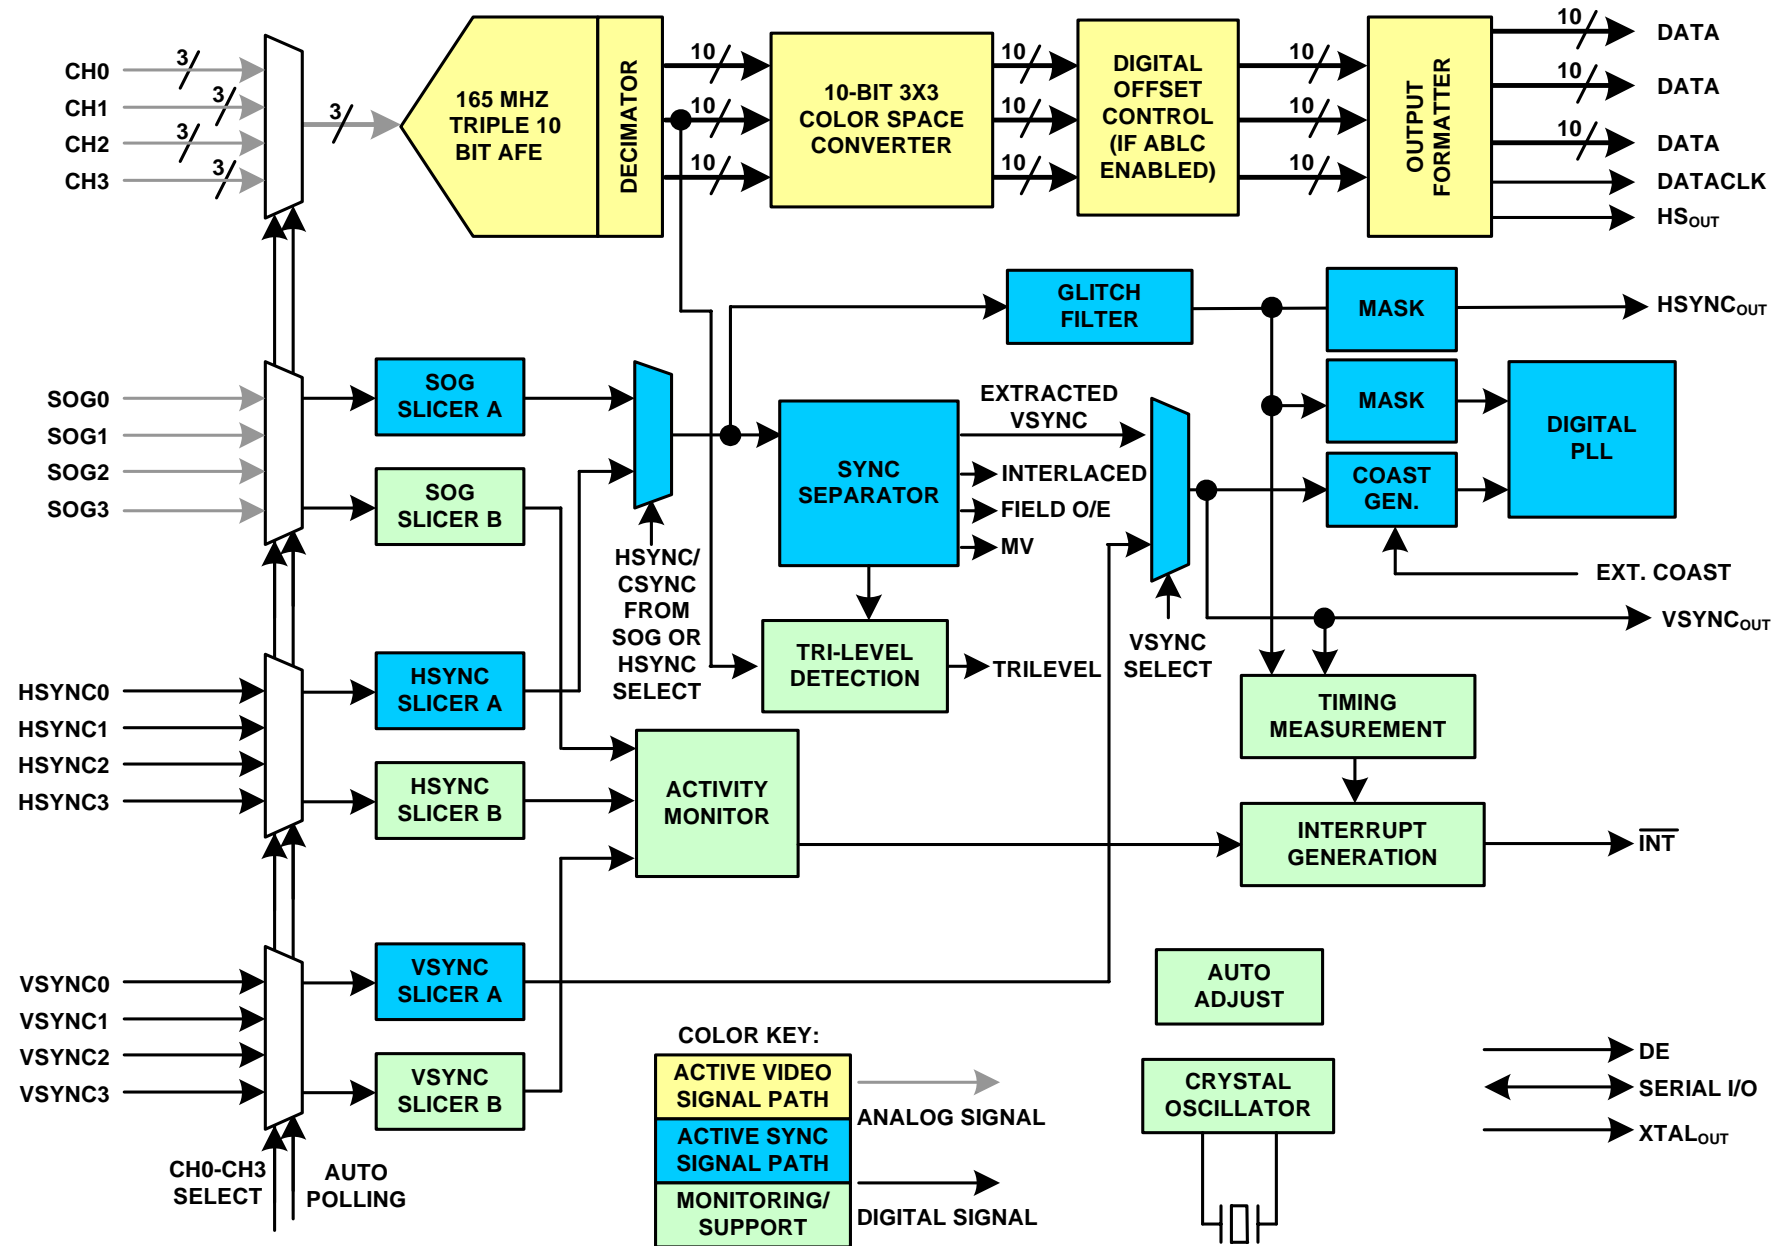 CH0
CH1
CH2
CH3
3
3
3
3
3
165 MHZ
TRIPLE 10
BIT AFE
DECIMATOR
10
10
10
10-BIT 3X3
COLOR SPACE
CONVERTER
10
10
10
DIGITAL
OFFSET
CONTROL
(IF ABLC
ENABLED)
10
10
10
OUTPUT
FORMATTER
10
10
10
DATA
DATA
DATA
DATACLK
HSOUT
GLITCH
FILTER
MASK
HSYNCOUT
SOG0
SOG1
SOG2
SOG3
SOG
SLICER A
SOG
SLICER B
HSYNC/
CSYNC
FROM
SOG OR
HSYNC
SELECT
SYNC
SEPARATOR
EXTRACTED
VSYNC
INTERLACED
FIELD O/E
MV
MASK
COAST
GEN.
DIGITAL
PLL
EXT. COAST
VSYNC
SELECT
VSYNCOUT
TRI-LEVEL
DETECTION
TRILEVEL
HSYNC0
HSYNC1
HSYNC2
HSYNC3
HSYNC
SLICER A
HSYNC
SLICER B
ACTIVITY
MONITOR
TIMING
MEASUREMENT
INTERRUPT
GENERATION
INT
VSYNC0
VSYNC1
VSYNC2
VSYNC3
VSYNC
SLICER A
VSYNC
SLICER B
CH0-CH3
SELECT
AUTO
POLLING
COLOR KEY:
ACTIVE VIDEO
SIGNAL PATH
ACTIVE SYNC
SIGNAL PATH
MONITORING/
SUPPORT
ANALOG SIGNAL
DIGITAL SIGNAL
AUTO
ADJUST
CRYSTAL
OSCILLATOR
DE
SERIAL I/O
XTALOUT